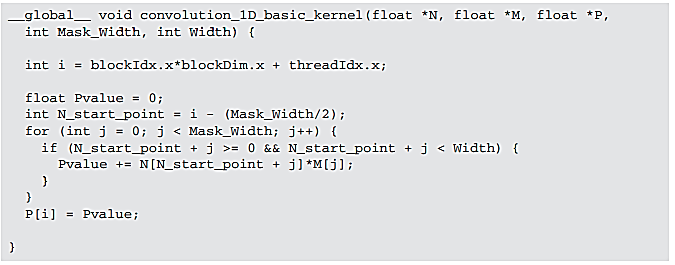 __global__ void convolution_1D_basic_kernel(float *N, float *M, float *P,
int Mask_Width, int Width) {
int i = blockIdx.x*blockDim.x + threadIdx.x;
float Pvalue = 0;
int N_start_point = i - (Mask_Width/2);
for (int j = 0; j < Mask_Width; j++) {
if (N_start_point + j >= 0 && N_start_point + j < Width) {
Pvalue += N[N_start_point + j]*M[j];
}
}
P[i] = Pvalue;
}